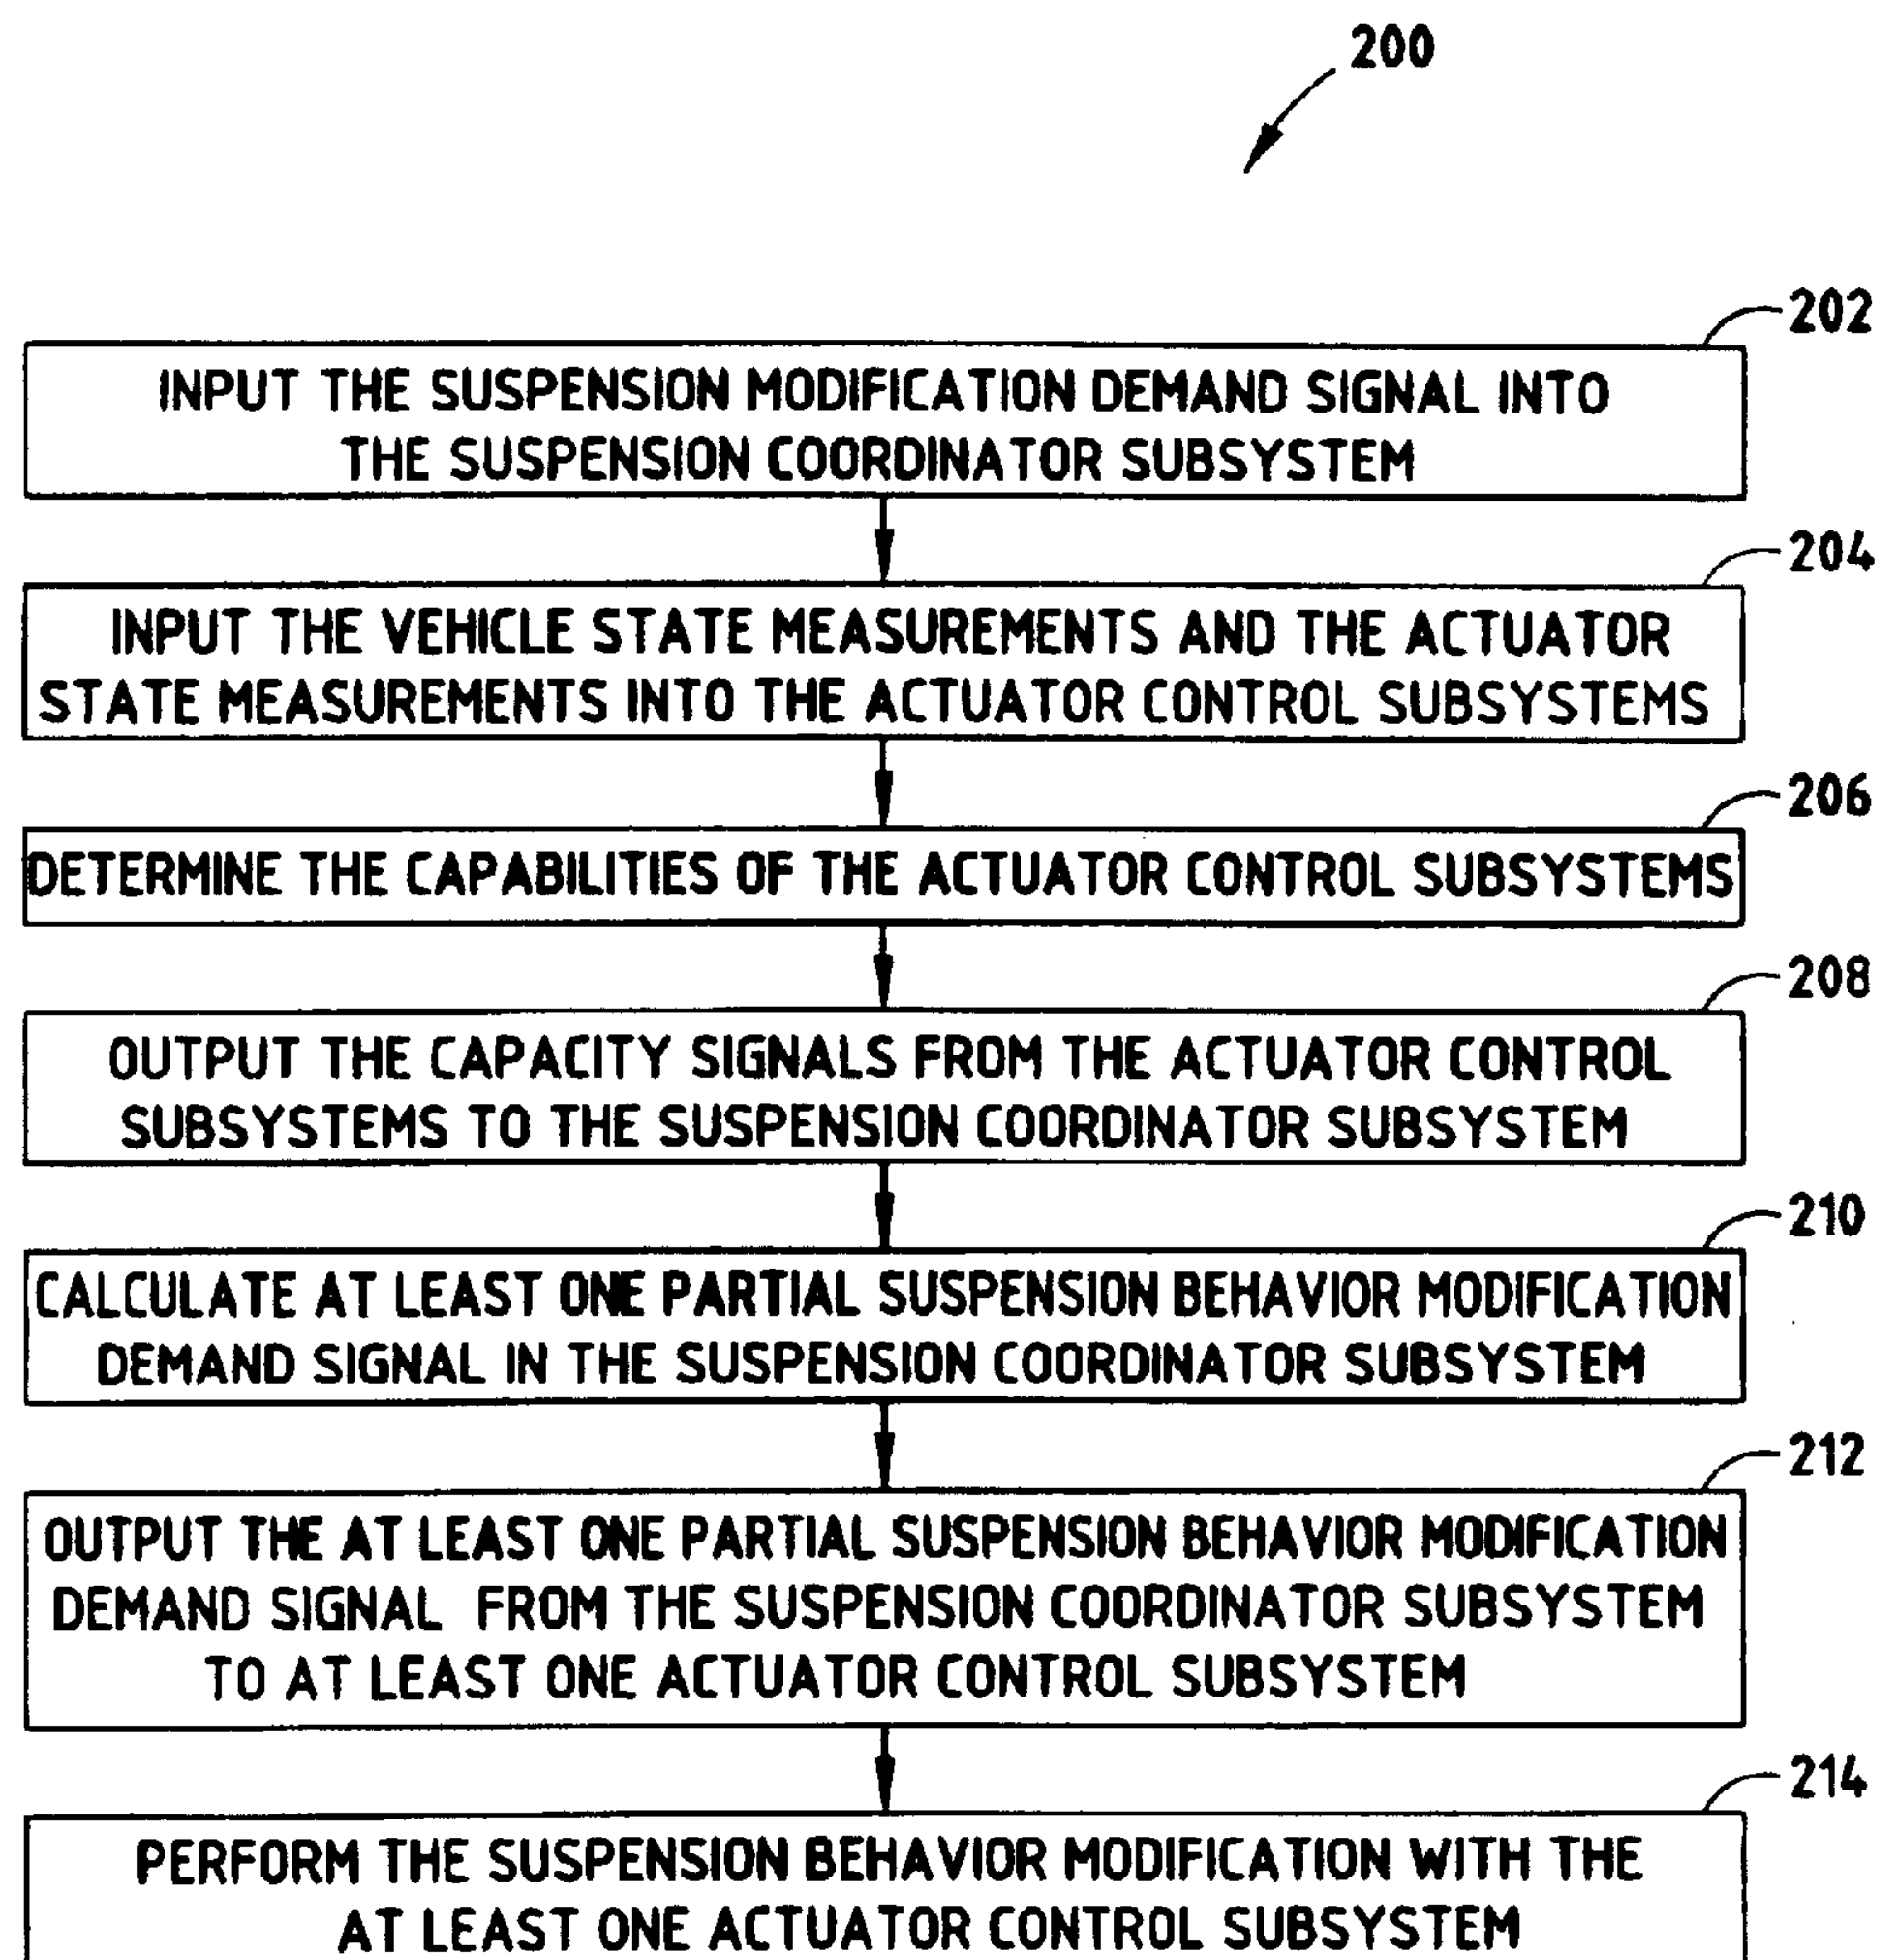 200
202
INPUT THE SUSPENSION MODIFICATION DEMAND SIGNAL INTO
THE SUSPENSION COORDINATOR SUBSYSTEM
204
INPUT THE VEHICLE STATE MEASUREMENTS AND THE ACTUATOR
STATE MEASUREMENTS INTO THE ACTUATOR CONTROL SUBSYSTEMS
206
DETERMINE THE CAPABILITIES OF THE ACTUATOR CONTROL SUBSYSTEMS
208
OUTPUT THE CAPACITY SIGNALS FROM THE ACTUATOR CONTROL
SUBSYSTEMS TO THE SUSPENSION COORDINATOR SUBSYSTEM
210
CALCULATE AT LEAST ONE PARTIAL SUSPENSION BEHAVIOR MODIFICATION
DEMAND SIGNAL IN THE SUSPENSION COORDINATOR SUBSYSTEM
212
OUTPUT THE AT LEAST ONE PARTIAL SUSPENSION BEHAVIOR MODIFICATION
DEMAND SIGNAL FROM THE SUSPENSION COORDINATOR SUBSYSTEM
TO AT LEAST ONE ACTUATOR CONTROL SUBSYSTEM
214
PERFORM THE SUSPENSION BEHAVIOR MODIFICATION WITH THE
AT LEAST ONE ACTUATOR CONTROL SUBSYSTEM